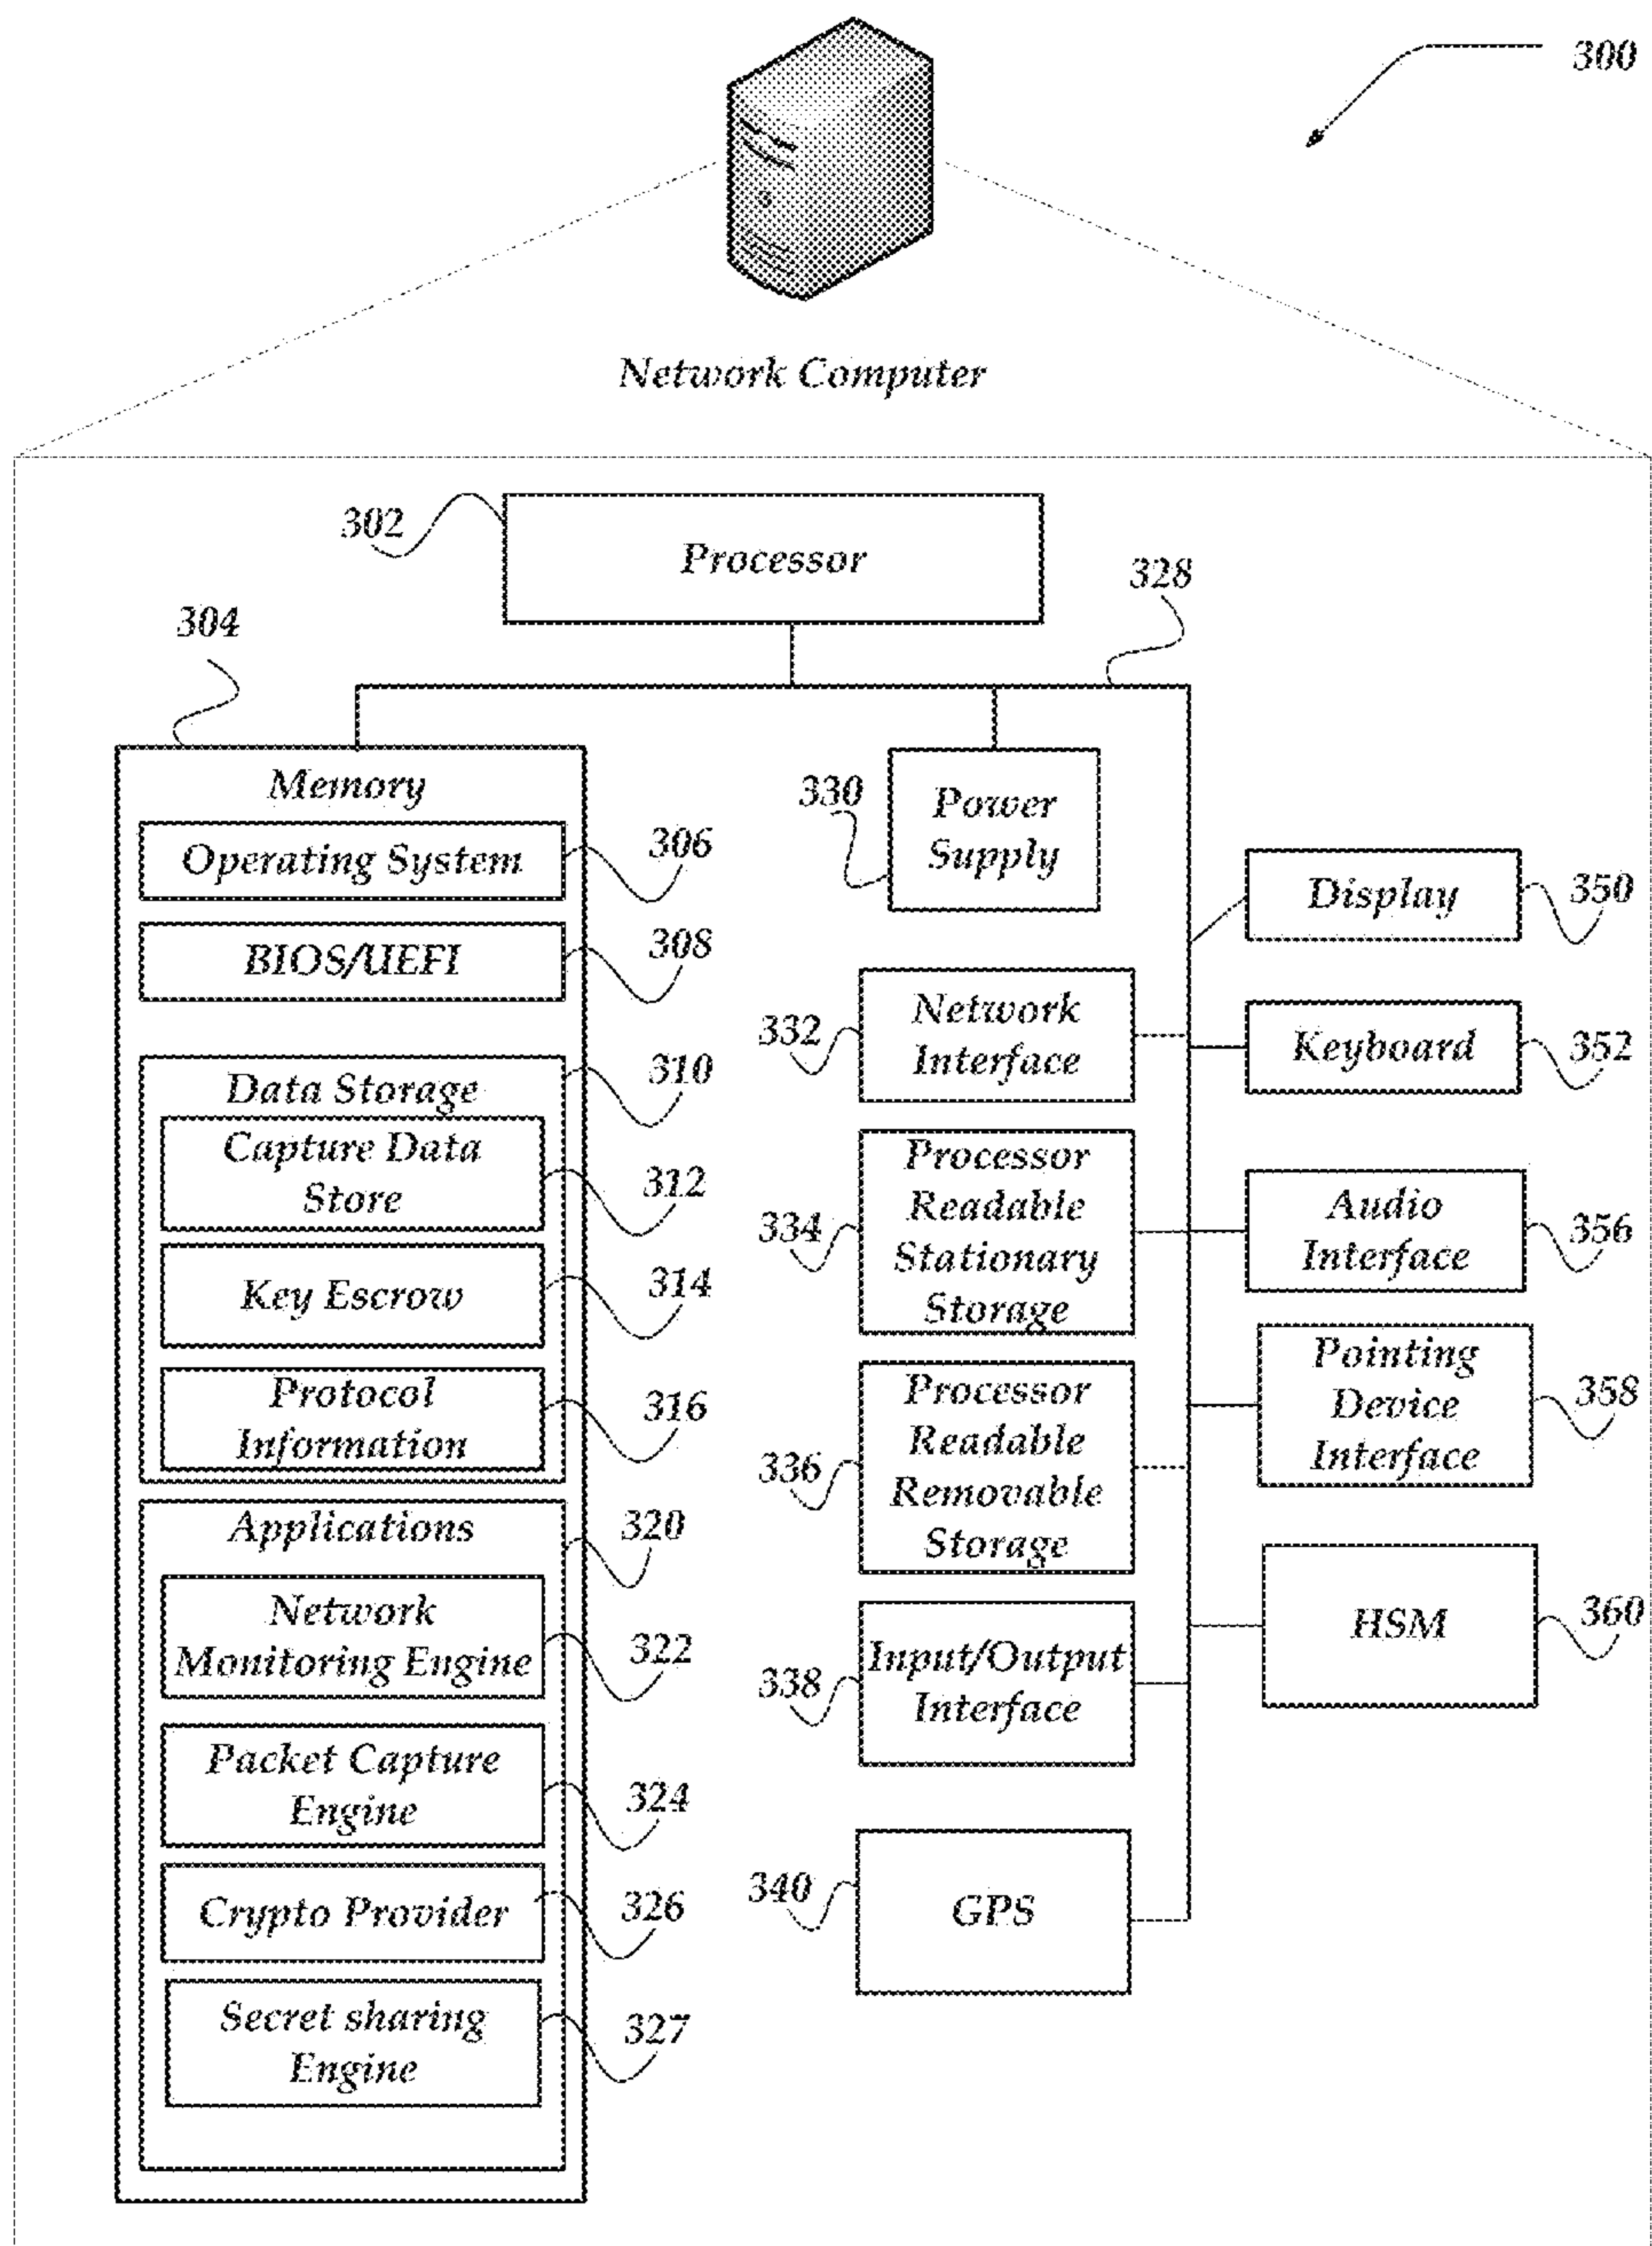 300
Network Computer
302
Processor
328
304
Memory
Operating System
306
BIOS/UEFI
308
Data Storage
310
Capture Data
Store
312
Key Escrow
314
Protocol
Information
316
Applications
320
Network
Monitoring Engine
322
Packet Capture
Engine
324
Crypto Provider
326
Secret sharing
Engine
327
330
Power
Supply
332
Network
Interface
334
Processor
Readable
Stationary
Storage
336
Processor
Readable
Removable
Storage
338
Input/Output
Interface
340
GPS
Display
350
Keyboard
352
Audio
Interface
356
Pointing
Device
Interface
358
HSM
360